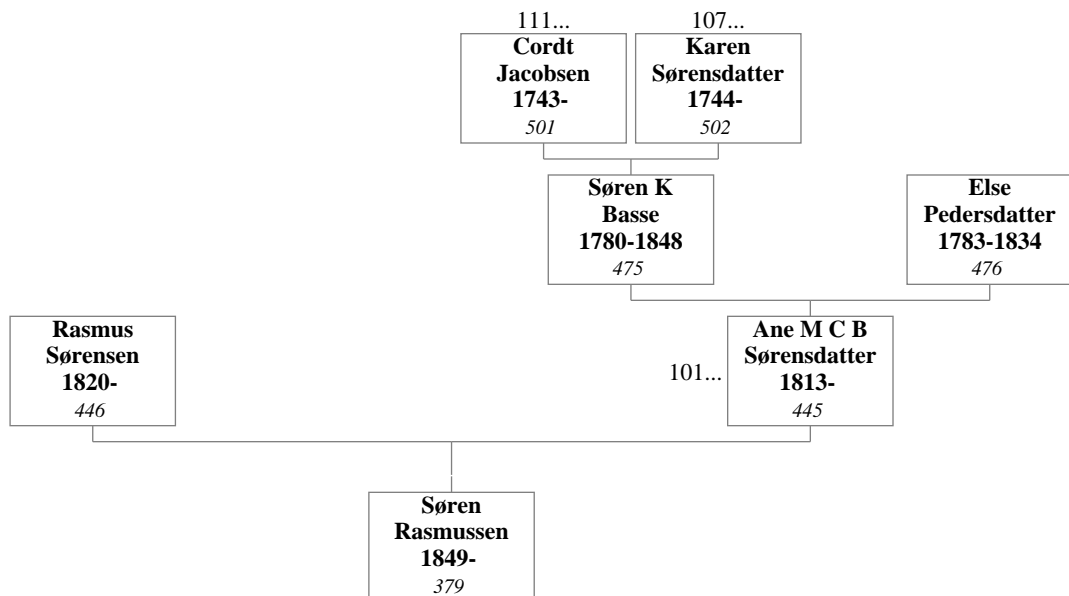 111...
Cordt
Jacobsen
1743-
501
107...
Karen
Sørensdatter
1744-
502
Søren K
Basse
1780-1848
475
Else
Pedersdatter
1783-1834
476
Rasmus
Sørensen
1820-
446
101...
Ane M C B
Sørensdatter
1813-
445
Søren
Rasmussen
1849-
379